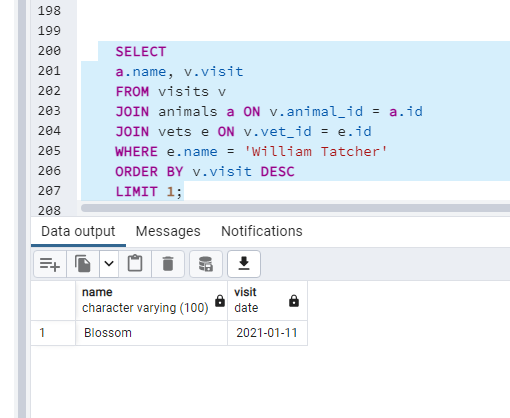 198
199
200 SELECT
201 a.name, v.visit
202 FROM visits v
203 JOIN animals a ON v.animal_id = a.id
204 JOIN vets e ON v.vet_id = e.id
205 WHERE e.name = 'William Tatcher'
206 ORDER BY v.visit DESC
207 LIMIT 1;
208
Data output Messages Notifications
name visit
character varying (100) date
1 Blossom 2021-01-11